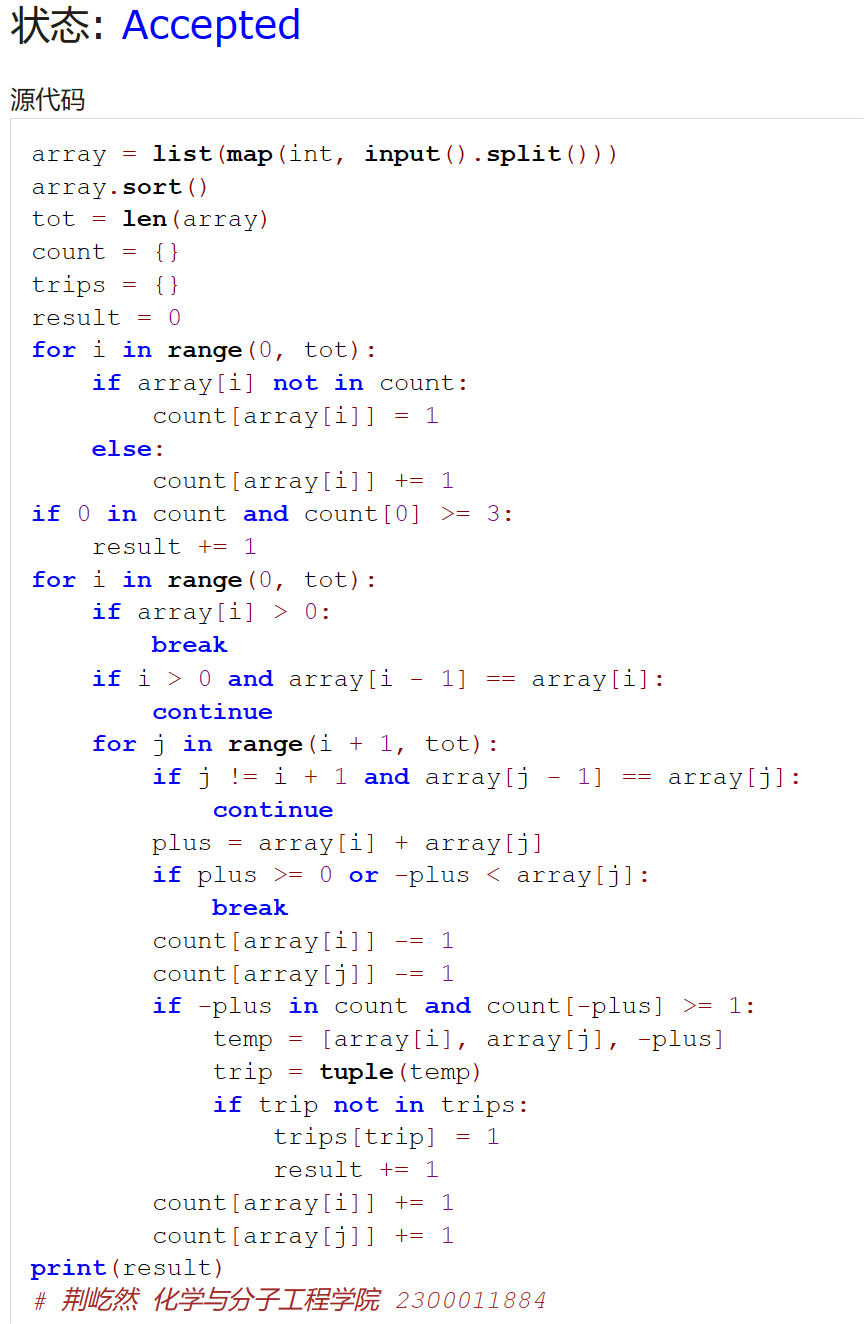 状态: Accepted
源代码
array = list(map(int, input().split()))
array.sort()
tot = len(array)
count = {}
trips = {}
result = 0
for i in range(0, tot):
    if array[i] not in count:
        count[array[i]] = 1
    else:
        count[array[i]] += 1
if 0 in count and count[0] >= 3:
    result += 1
for i in range(0, tot):
    if array[i] > 0:
        break
    if i > 0 and array[i - 1] == array[i]:
        continue
    for j in range(i + 1, tot):
        if j != i + 1 and array[j - 1] == array[j]:
            continue
        plus = array[i] + array[j]
        if plus >= 0 or -plus < array[j]:
            break
        count[array[i]] -= 1
        count[array[j]] -= 1
        if -plus in count and count[-plus] >= 1:
            temp = [array[i], array[j], -plus]
            trip = tuple(temp)
            if trip not in trips:
                trips[trip] = 1
                result += 1
        count[array[i]] += 1
        count[array[j]] += 1
print(result)
# 荆屹然 化学与分子工程学院 2300011884